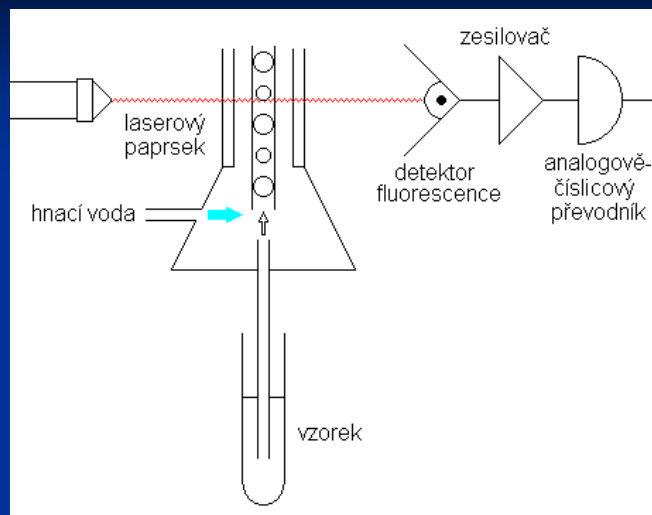 zesilovač
laserový
paprsek
detektor
fluorescence
analogově-
číslicový
převodník
hnací voda
vzorek